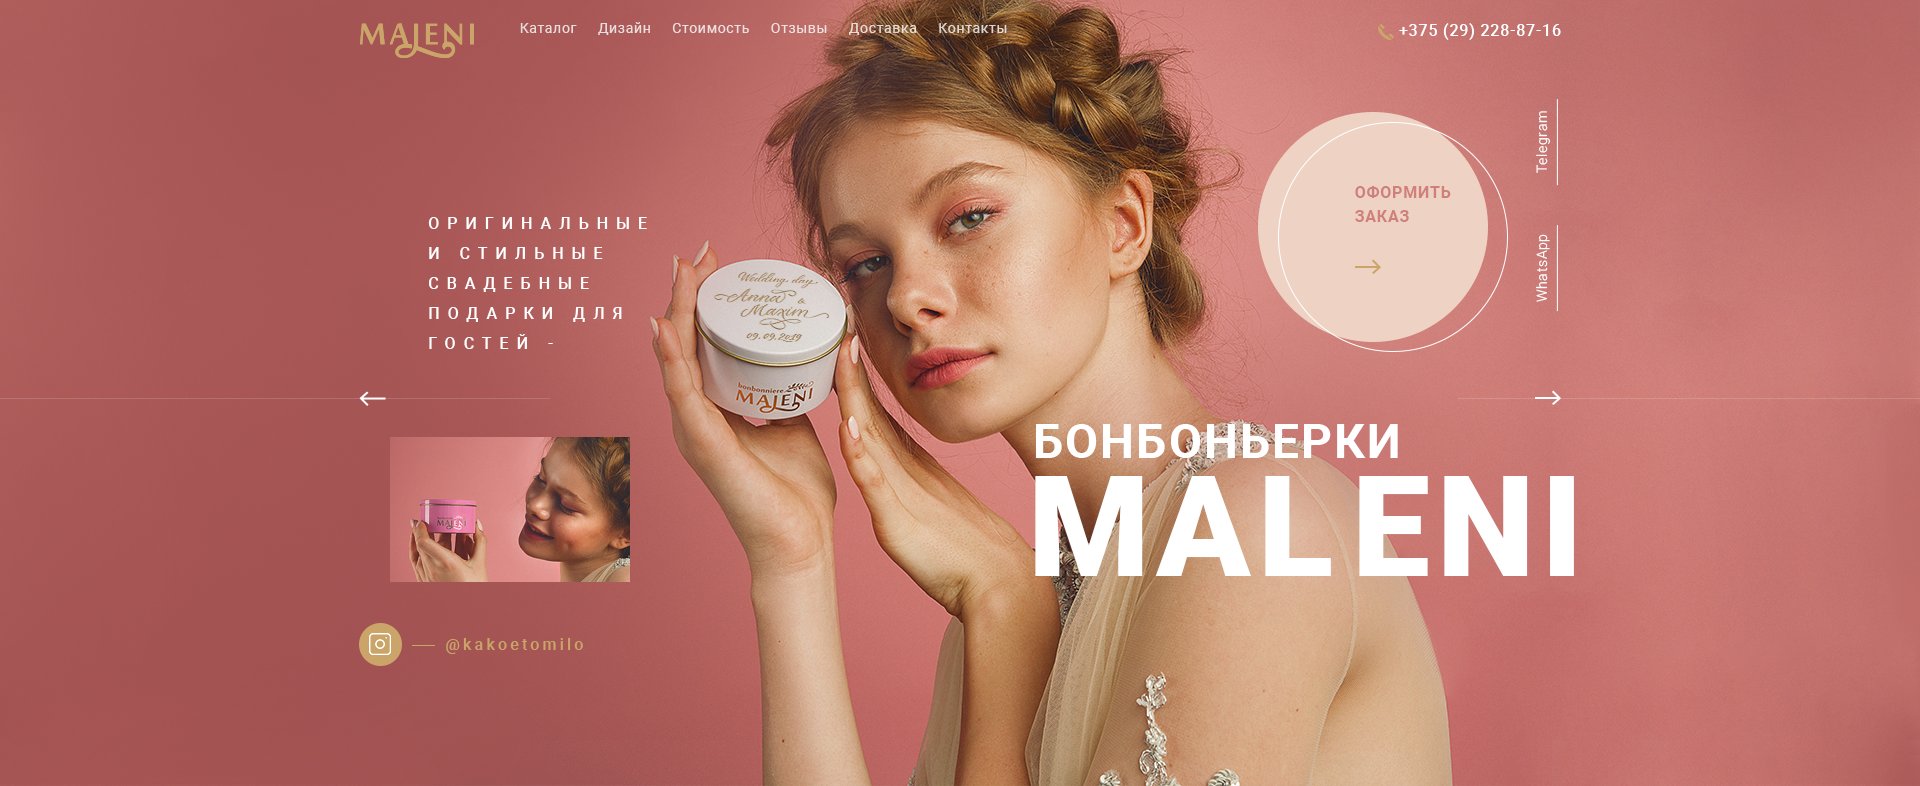 MALENI
Каталог Дизайн Стоимость Отзывы Доставка Контакты
+375 (29) 228-87-16
Telegram
WhatsApp
ОФОРМИТЬ
ЗАКАЗ
ОРИГИНАЛЬНЫЕ
И СТИЛЬНЫЕ
СВАДЕБНЫЕ
ПОДАРКИ ДЛЯ
ГОСТЕЙ -
Wedding day
Anna &
Maxim
09.09.2019
bonbonniere
MALENI
БОНБОНЬЕРКИ
MALENI
MALENI
@kakoetomilo